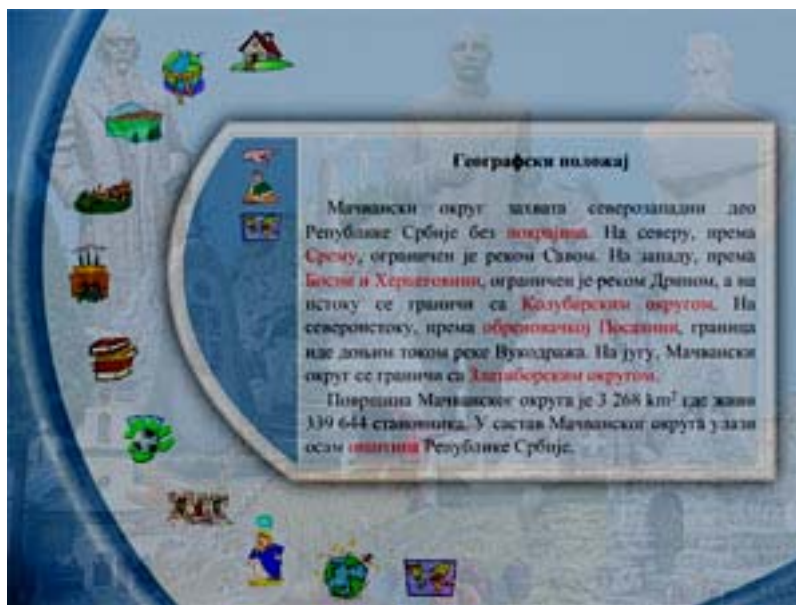 Географски положај
Мачвански округ захвата северозападни део
Републике Србије без покрајина. На северу, према
Срему, ограничен је реком Савом. На западу, према
Босни и Херцеговини, ограничен је реком Дрином, а на
истоку се граничи са Колубарским округом. На
североистоку, према обреновачкој Посавини, граница
иде доњим током реке Вукодража. На југу, Мачвански
округ се граничи са Златиборским округом.
Површина Мачванског округа је 3 268 km² где живи
339 644 становника. У састав Мачванског округа улази
осам општина Републике Србије.